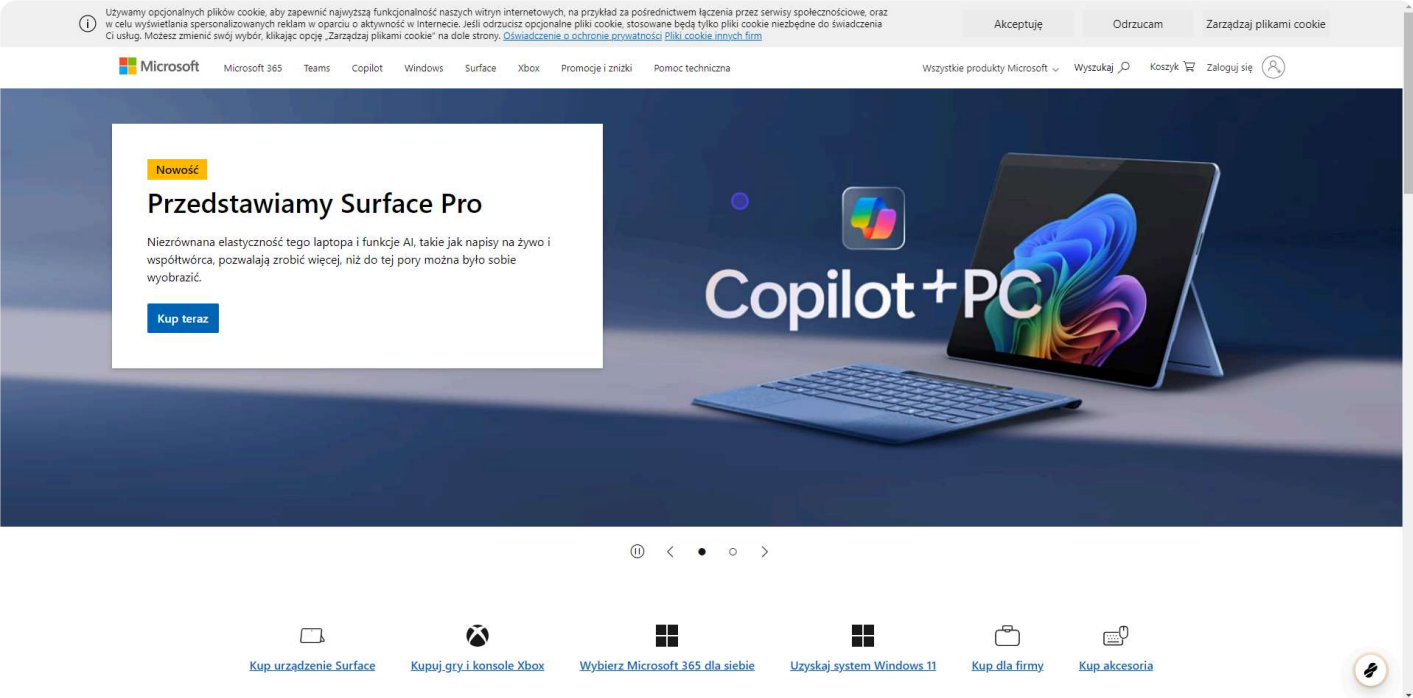 Używamy opcjonalnych plików cookie, aby zapewnić najwyższą funkcjonalność naszych witryn internetowych, na przykład za pośrednictwem łączenia przez serwisy społecznościowe, oraz
w celu wyświetlania spersonalizowanych reklam w oparciu o aktywność w Internecie. Jeśli odrzucisz opcjonalne pliki cookie, stosowane będą tylko pliki cookie niezbędne do świadczenia
Ci usług. Możesz zmienić swój wybór, klikając opcję „Zarządzaj plikami cookie” na dole strony. Oświadczenie o ochronie prywatności Pliki cookie innych firm
Akceptuję
Odrzucam
Zarządzaj plikami cookie
Microsoft
Microsoft 365
Teams
Copilot
Windows
Surface
Xbox
Promocje i zniżki
Pomoc techniczna
Wszystkie produkty Microsoft
Wyszukaj
Koszyk
Zaloguj się
Nowość
Przedstawiamy Surface Pro
Niezrównana elastyczność tego laptopa i funkcje AI, takie jak napisy na żywo i
współtwórca, pozwalają zrobić więcej, niż do tej pory można było sobie
wyobrazić.
Kup teraz
Copilot+PC
Kup urządzenie Surface
Kupuj gry i konsole Xbox
Wybierz Microsoft 365 dla siebie
Uzyskaj system Windows 11
Kup dla firmy
Kup akcesoria